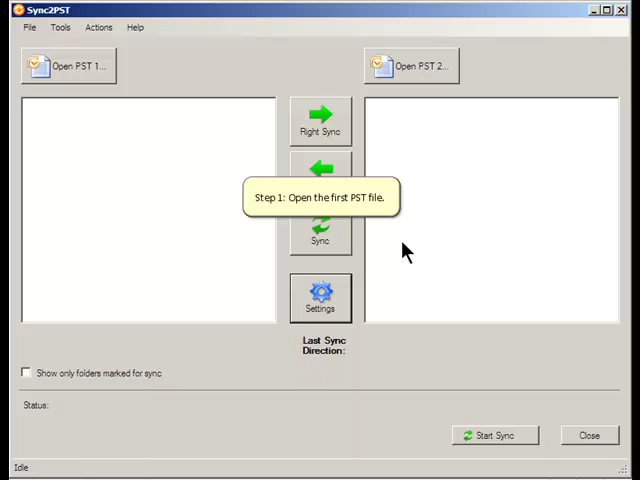 Sync2PST
File Tools Actions Help
Open PST 1...
Open PST 2...
Right Sync
Step 1: Open the first PST file.
Sync
Settings
Last Sync
Direction:
Show only folders marked for sync
Status:
Start Sync
Close
Idle